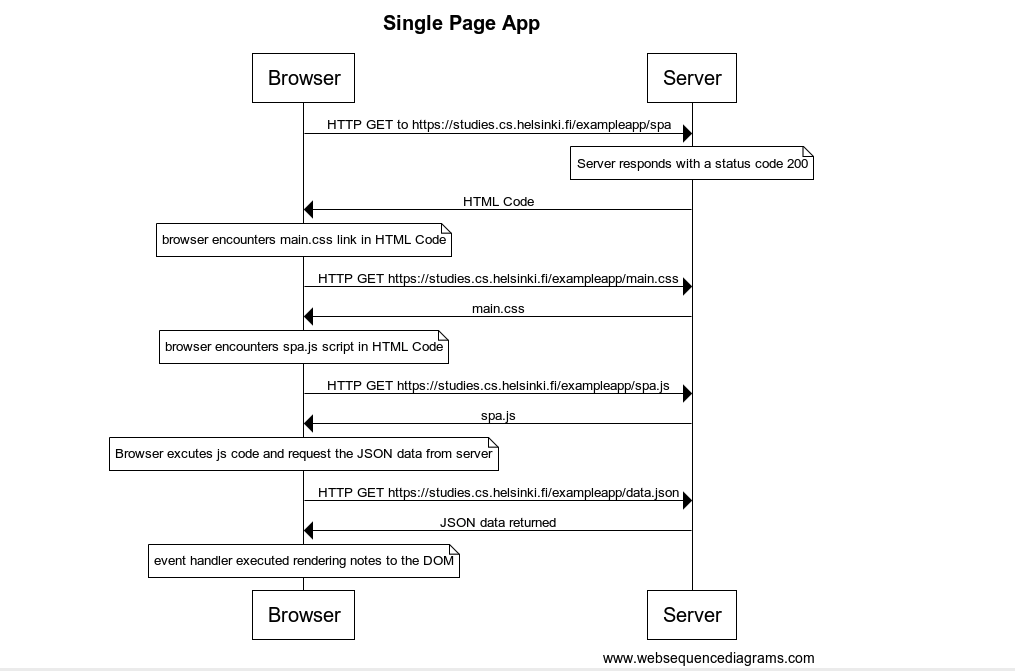 Single Page App
Browser
Server
HTTP GET to https://studies.cs.helsinki.fi/exampleapp/spa
Server responds with a status code 200
HTML Code
browser encounters main.css link in HTML Code
HTTP GET https://studies.cs.helsinki.fi/exampleapp/main.css
main.css
browser encounters spa.js script in HTML Code
HTTP GET https://studies.cs.helsinki.fi/exampleapp/spa.js
spa.js
Browser excutes js code and request the JSON data from server
HTTP GET https://studies.cs.helsinki.fi/exampleapp/data.json
JSON data returned
event handler executed rendering notes to the DOM
Browser
Server
www.websequencediagrams.com